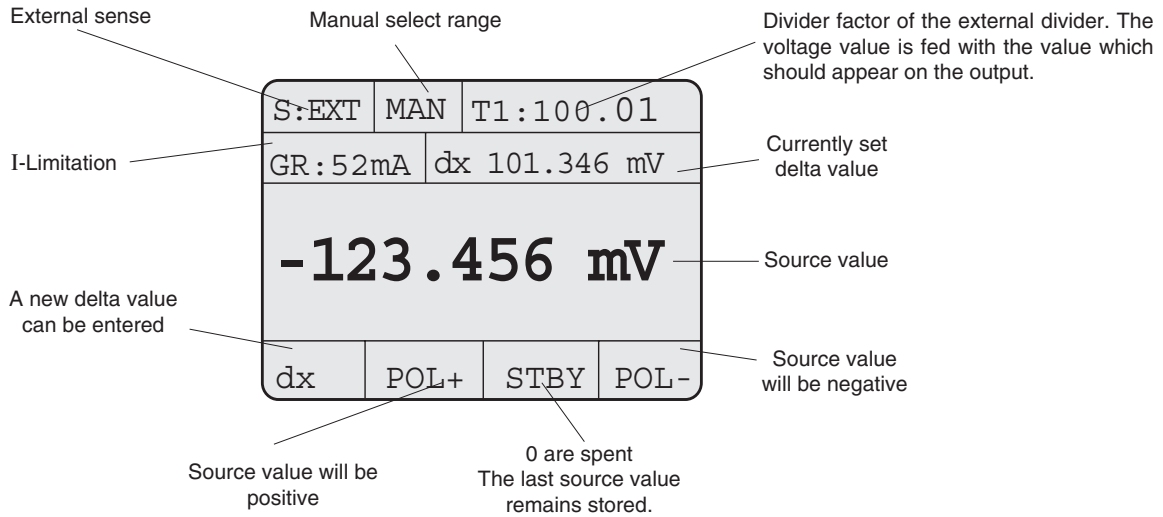 External sense
Manual select range
Divider factor of the external divider. The
voltage value is fed with the value which
should appear on the output.
S:EXT MAN T1:100.01
I-Limitation
GR:52mA dx 101.346 mV
Currently set
delta value
-123.456 mV
Source value
A new delta value
can be entered
dx POL+ STBY POL-
Source value
will be negative
Source value will be
positive
0 are spent
The last source value
remains stored.